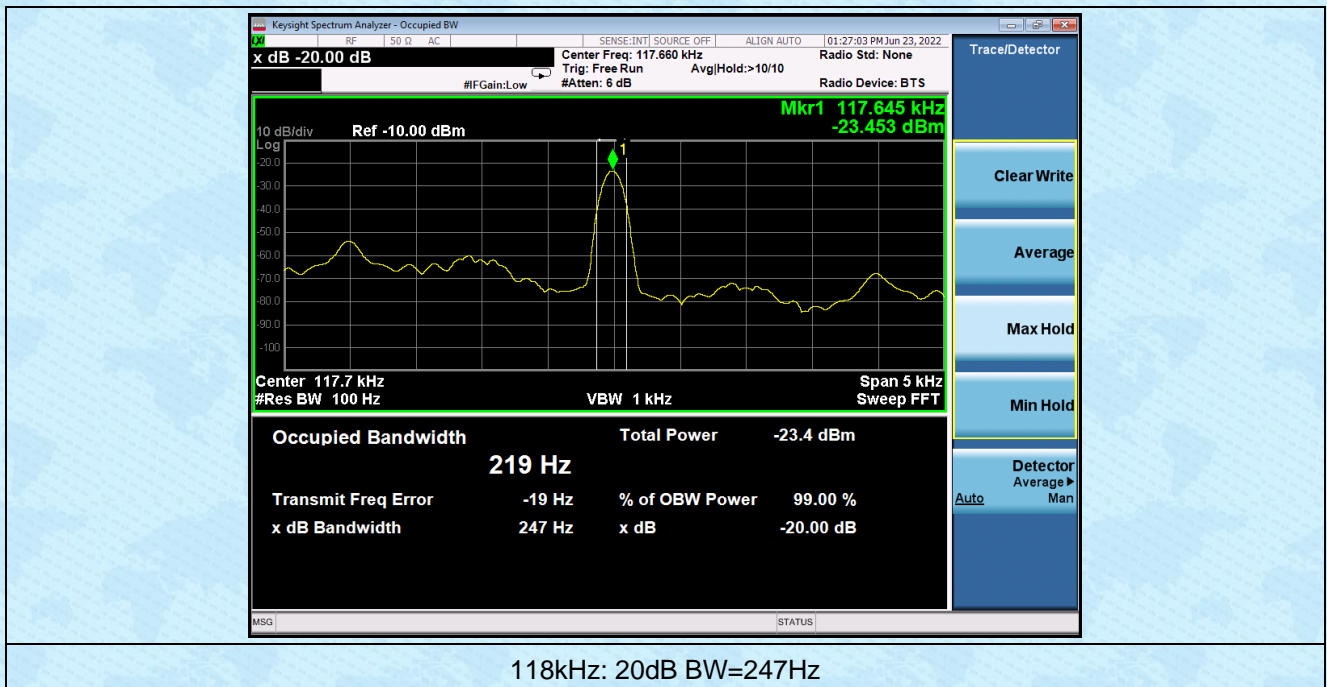 Keysight Spectrum Analyzer - Occupied BW
LXI RF 50 Ω AC SENSE:INT SOURCE OFF ALIGN AUTO 01:27:03 PM Jun 23, 2022
x dB -20.00 dB
Center Freq: 117.660 kHz Radio Std: None
Trig: Free Run Avg|Hold:>10/10
#IFGain:Low #Atten: 6 dB Radio Device: BTS
Trace/Detector
Mkr1 117.645 kHz
-23.453 dBm
10 dB/div Ref -10.00 dBm
Log
1
-20.0
-30.0
-40.0
-50.0
-60.0
-70.0
-80.0
-90.0
-100
Center 117.7 kHz Span 5 kHz
#Res BW 100 Hz VBW 1 kHz Sweep FFT
Clear Write
Average
Max Hold
Min Hold
Detector
Average▶
Auto Man
Occupied Bandwidth Total Power -23.4 dBm
219 Hz
Transmit Freq Error -19 Hz % of OBW Power 99.00 %
x dB Bandwidth 247 Hz x dB -20.00 dB
MSG STATUS
118kHz: 20dB BW=247Hz